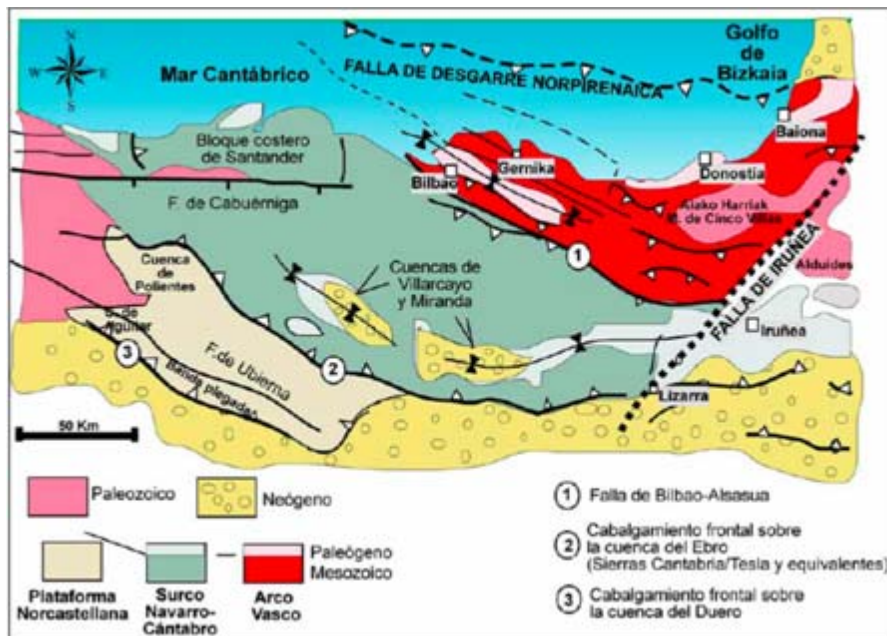 N
W E
S
Mar Cantábrico
Golfo
de
Bizkaia
FALLA DE DESGARRE NORPIRENAICA
Baiona
Bloque costero
de Santander
Gernika
Bilbao
Donostia
F. de Cabuérniga
Aiako Harriak
de Cinco Villas
Alduides
1
FALLA DE IRUÑEA
Cuenca
de
Polientes
Cuencas de
Villarcayo
y Miranda
Iruñea
de
Aguilar
3
F. de Ubierna
2
Banda plegada
Lizarra
50 Km
Paleozoico
Neógeno
Paleógeno
Mesozoico
Plataforma
Norcastellana
Surco
Navarro-
Cántabro
Arco
Vasco
1 Falla de Bilbao-Alsasua
2 Cabalgamiento frontal sobre
la cuenca del Ebro
(Sierras Cantabria/Tesla y equivalentes)
3 Cabalgamiento frontal sobre
la cuenca del Duero